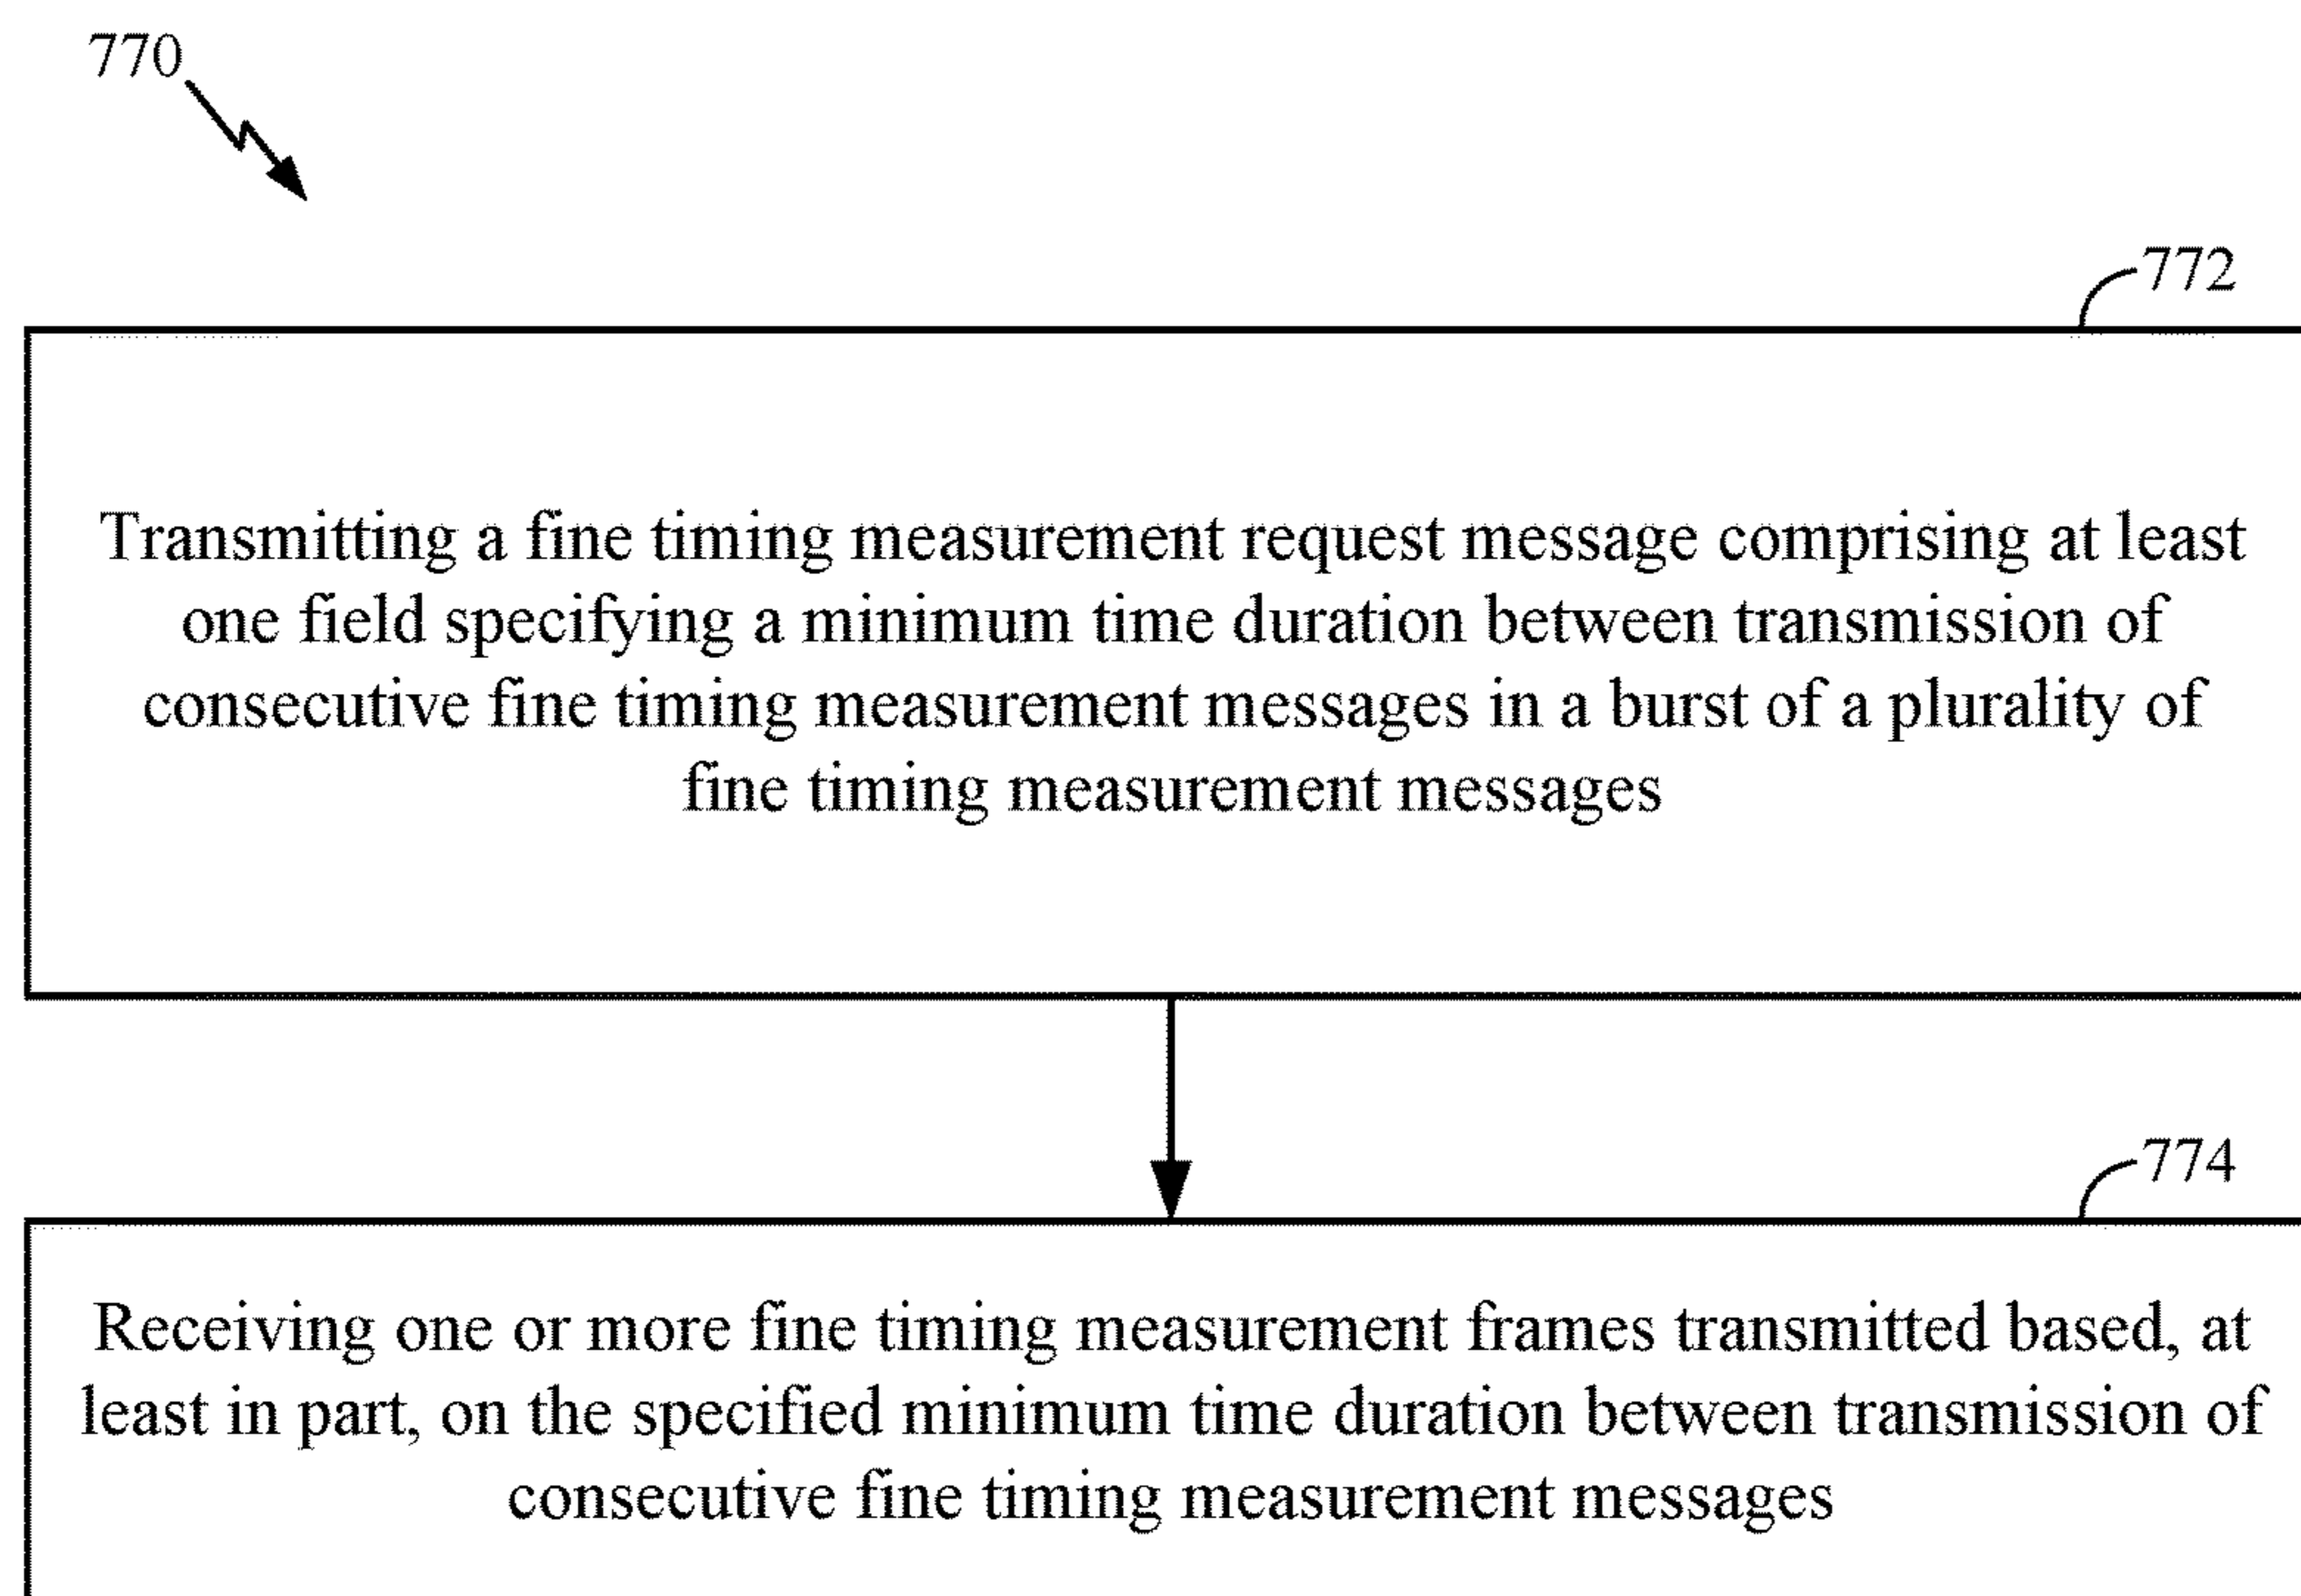 770
772
Transmitting a fine timing measurement request message comprising at least
one field specifying a minimum time duration between transmission of
consecutive fine timing measurement messages in a burst of a plurality of
fine timing measurement messages
774
Receiving one or more fine timing measurement frames transmitted based, at
least in part, on the specified minimum time duration between transmission of
consecutive fine timing measurement messages